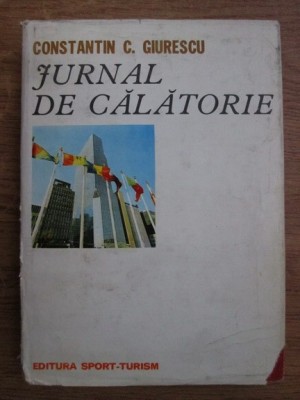 CONSTANTIN C. GIURESCU
JURNAL
DE CĂLĂTORIE
EDITURA SPORT-TURISM